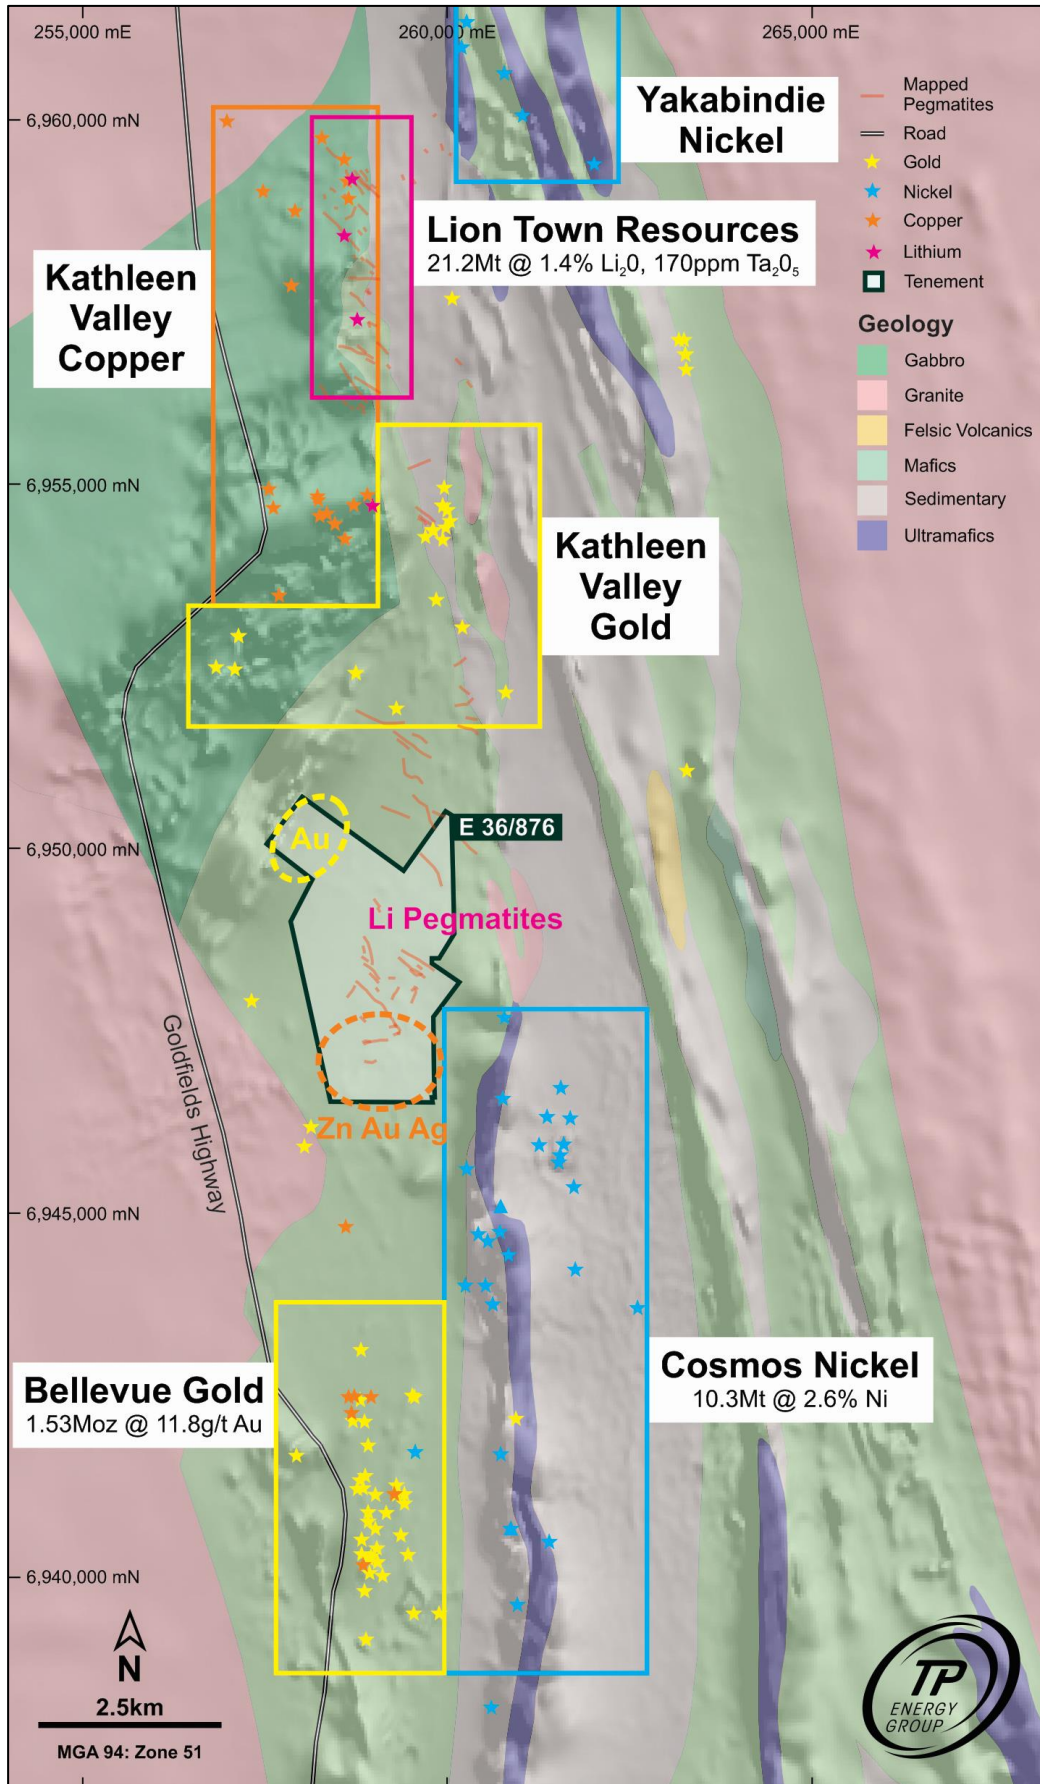 255,000 mE
260,000 mE
265,000 mE
6,960,000 mN
6,955,000 mN
6,950,000 mN
6,945,000 mN
6,940,000 mN
Yakabindie
Nickel
Mapped
Pegmatites
Road
Gold
Nickel
Copper
Lithium
Tenement
Geology
Gabbro
Granite
Felsic Volcanics
Mafics
Sedimentary
Ultramafics
Lion Town Resources
21.2Mt @ 1.4% Li₂0, 170ppm Ta₂0₅
Kathleen
Valley
Copper
Kathleen
Valley
Gold
E 36/876
Au
Li Pegmatites
Zn Au Ag
Goldfields Highway
Bellevue Gold
1.53Moz @ 11.8g/t Au
Cosmos Nickel
10.3Mt @ 2.6% Ni
N
2.5km
MGA 94: Zone 51
TP
ENERGY
GROUP